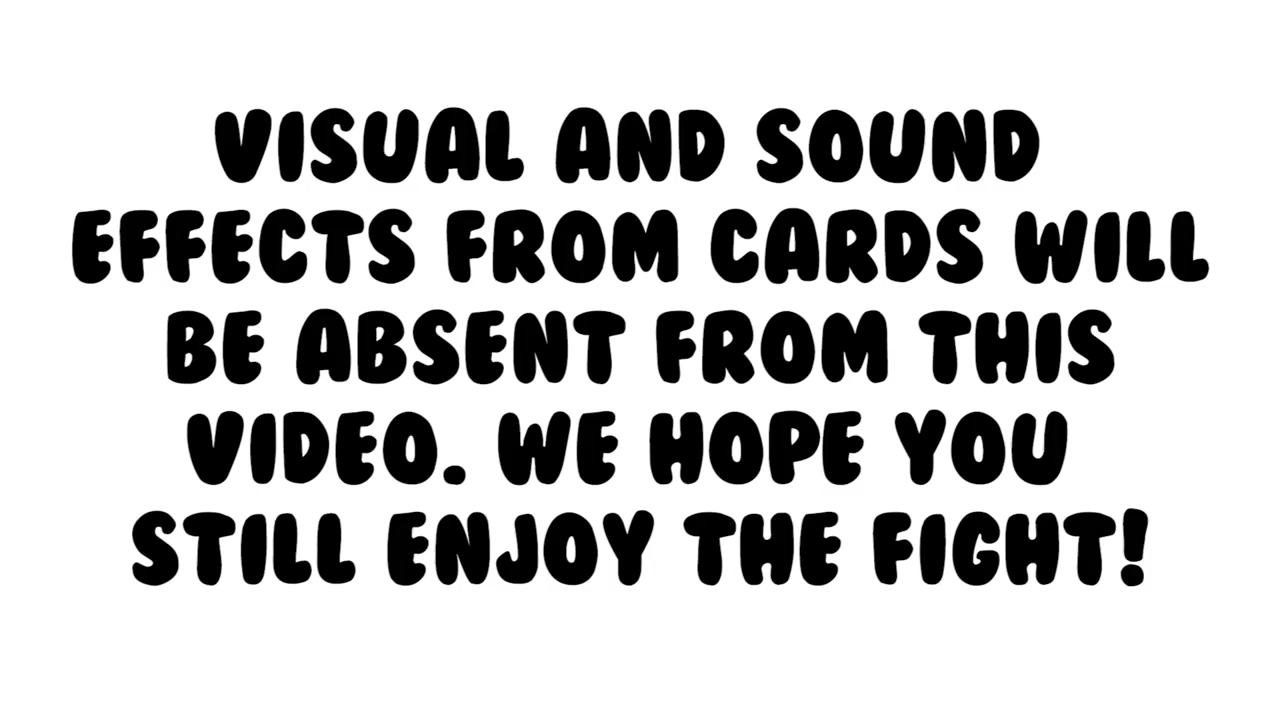 VISUAL AND SOUND
EFFECTS FROM CARDS WILL
BE ABSENT FROM THIS
VIDEO. WE HOPE YOU
STILL ENJOY THE FIGHT!